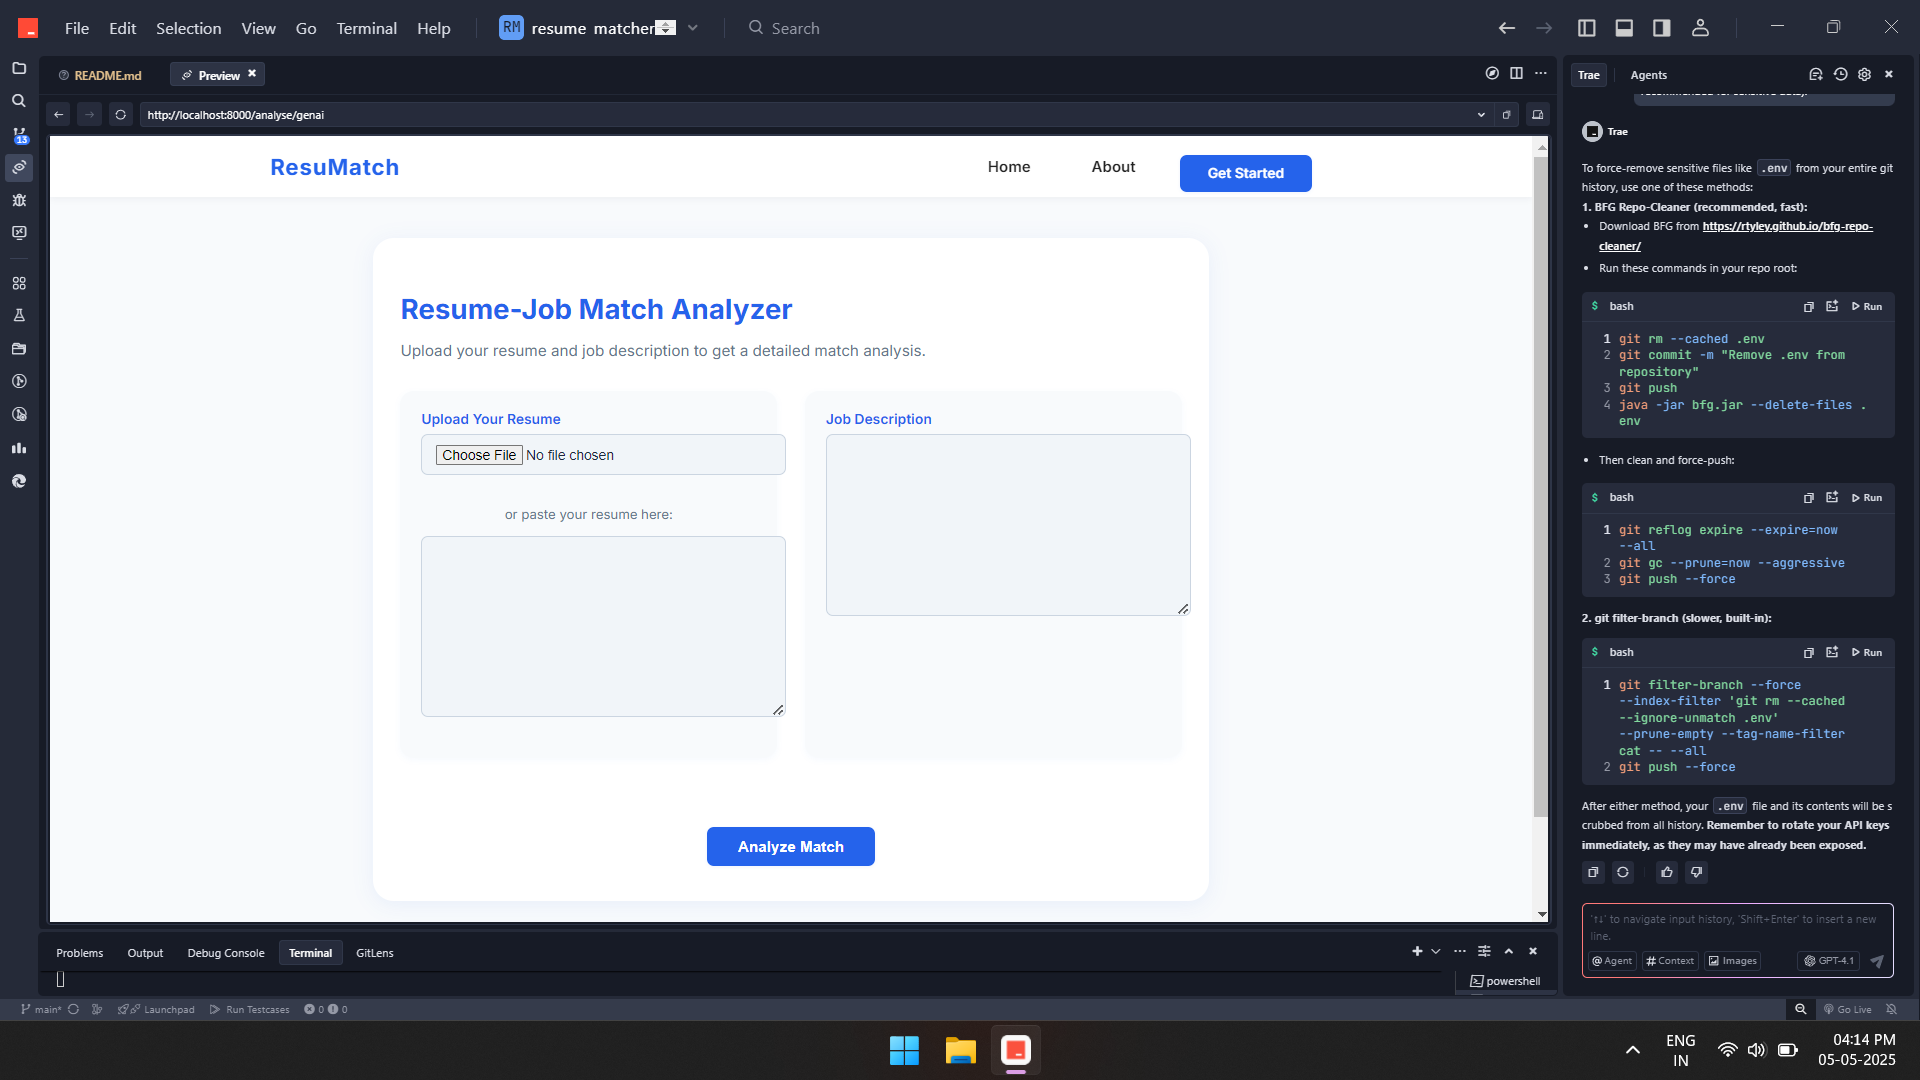 File Edit Selection View Go Terminal Help
RM resume matcher
Search
README.md
Preview
13
http://localhost:8000/analyse/genai
ResuMatch
Home
About
Get Started
Resume-Job Match Analyzer
Upload your resume and job description to get a detailed match analysis.
Upload Your Resume
Choose File No file chosen
or paste your resume here:
Job Description
Analyze Match
Problems
Output
Debug Console
Terminal
GitLens
powershell
main*
Launchpad
Run Testcases
0 0
Go Live
Trae
Agents
Trae
To force-remove sensitive files like .env from your entire git
history, use one of these methods:
1. BFG Repo-Cleaner (recommended, fast):
• Download BFG from https://rtyley.github.io/bfg-repo-
cleaner/
• Run these commands in your repo root:
$ bash
Run
1 git rm --cached .env
2 git commit -m "Remove .env from
repository"
3 git push
4 java -jar bfg.jar --delete-files .
env
• Then clean and force-push:
$ bash
Run
1 git reflog expire --expire=now
--all
2 git gc --prune=now --aggressive
3 git push --force
2. git filter-branch (slower, built-in):
$ bash
Run
1 git filter-branch --force
--index-filter 'git rm --cached
--ignore-unmatch .env'
--prune-empty --tag-name-filter
cat -- --all
2 git push --force
After either method, your .env file and its contents will be s
crubbed from all history. Remember to rotate your API keys
immediately, as they may have already been exposed.
'↑↓' to navigate input history, 'Shift+Enter' to insert a new
line.
@ Agent
# Context
Images
GPT-4.1
ENG
IN
04:14 PM
05-05-2025